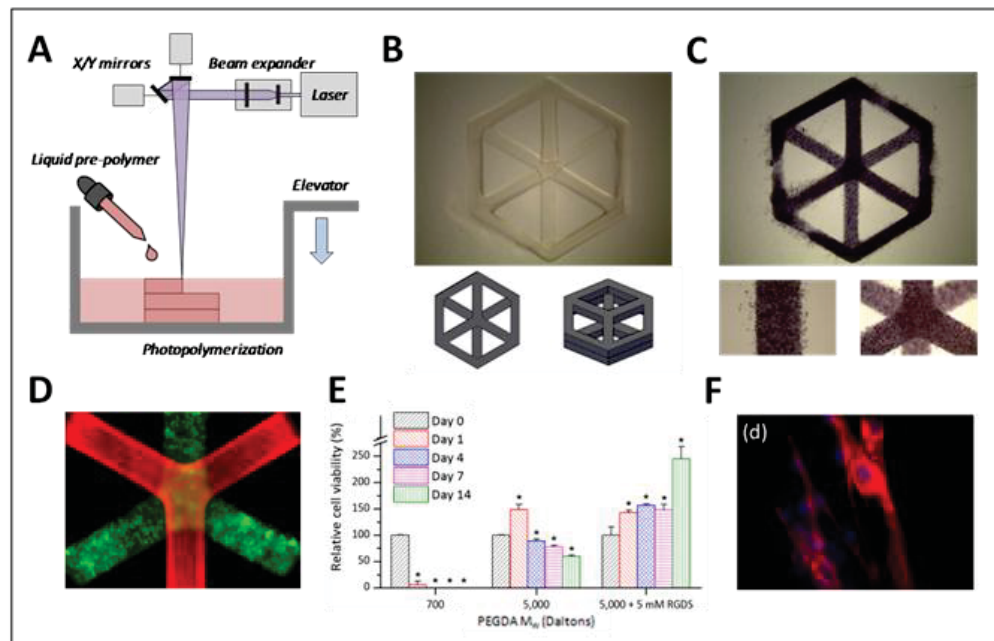 A
X/Y mirrors
Beam expander
Laser
Liquid pre-polymer
Elevator
Photopolymerization
B
C
D
E
Day 0
Day 1
Day 4
Day 7
Day 14
Relative cell viability (%)
250
200
150
100
75
50
25
0
* * * * * * * * * * * *
700
5,000
5,000 + 5 mM RGDS
PEGDA Mw (Daltons)
F
(d)